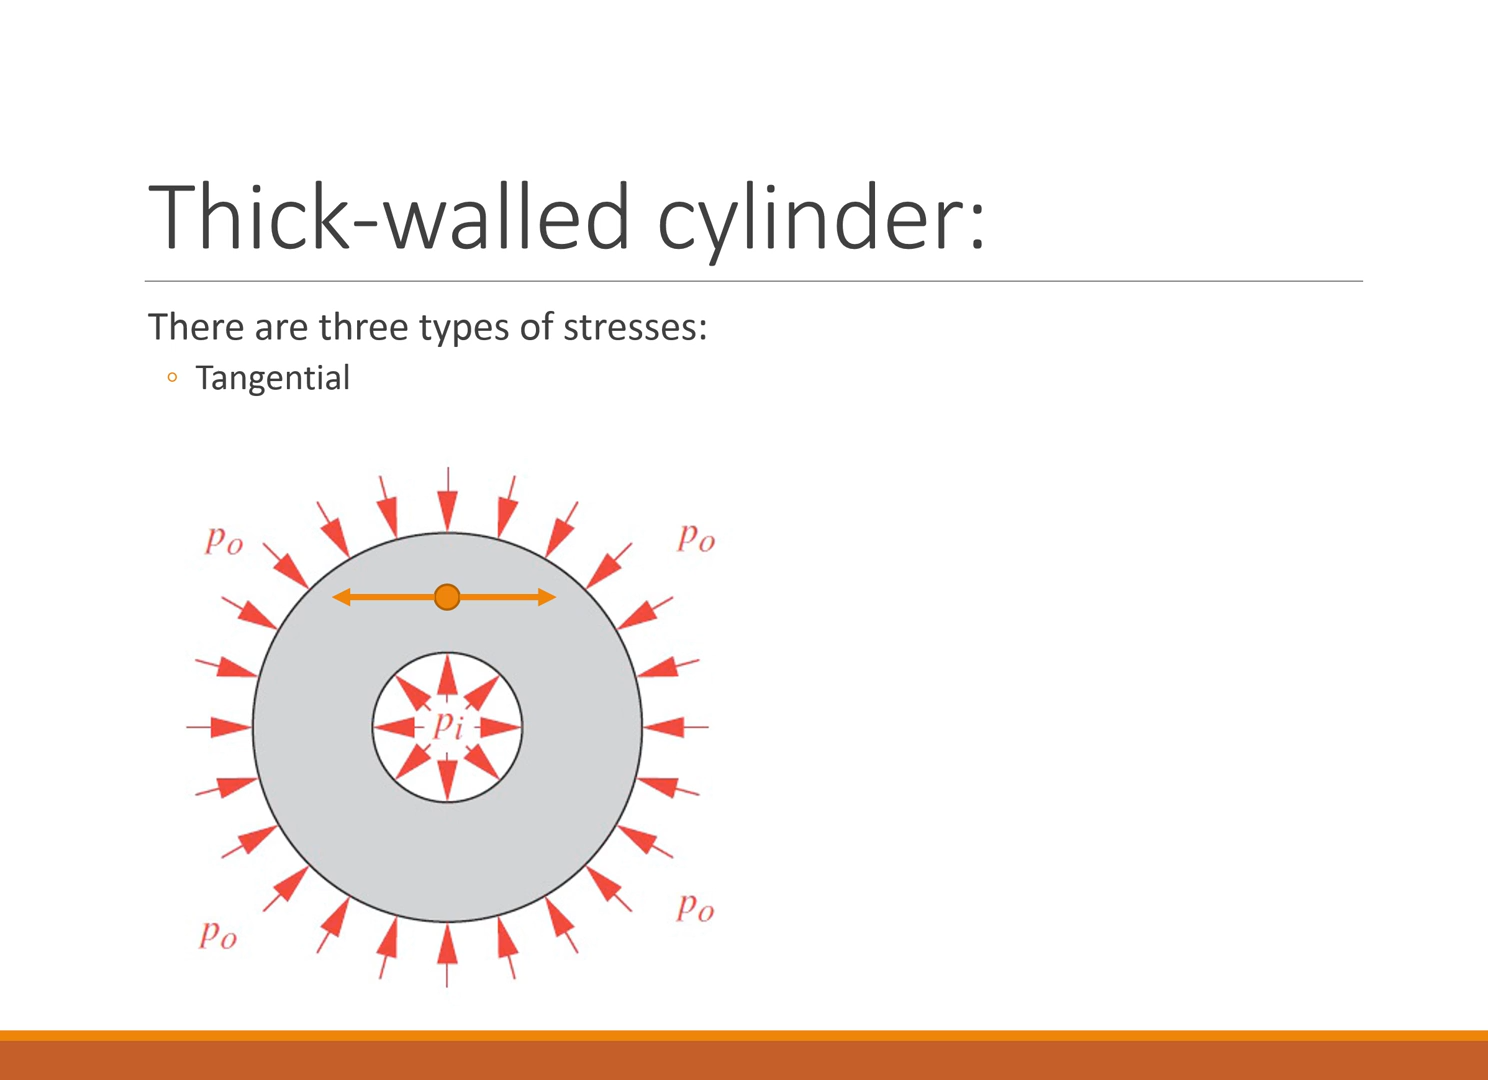 Thick-walled cylinder:
There are three types of stresses:
◦ Tangential
po
po
pi
po
po